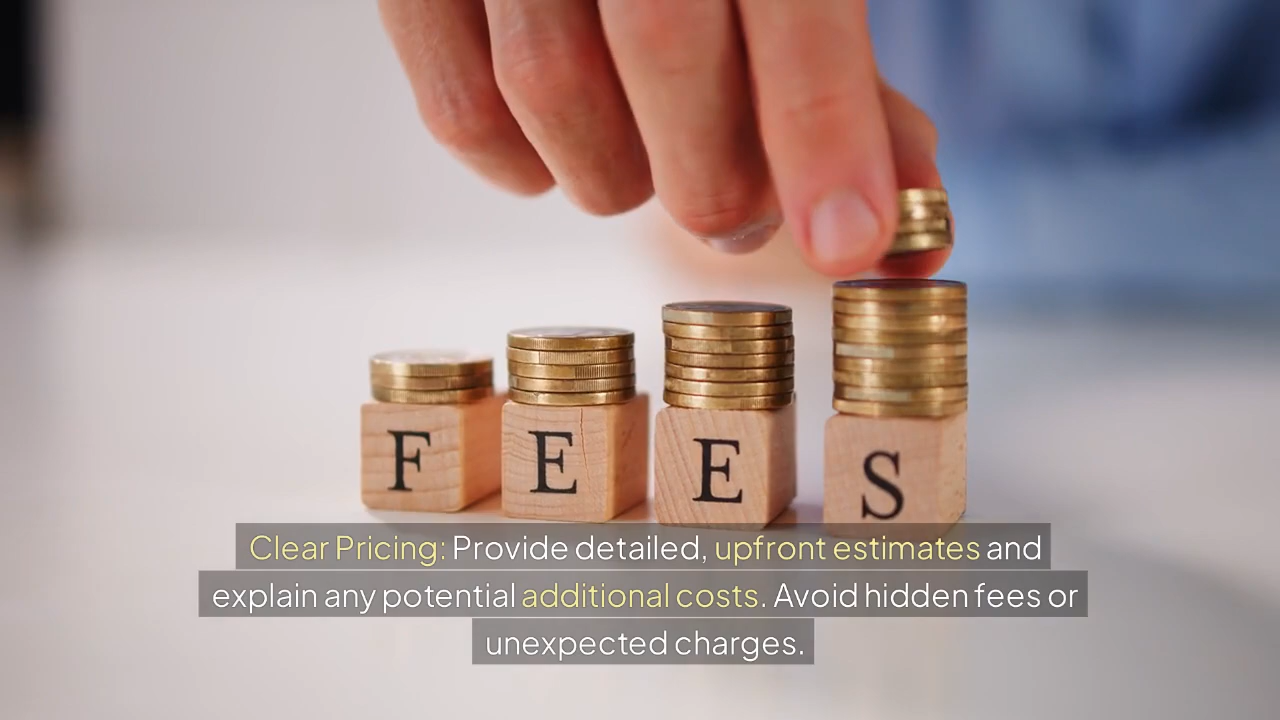 FEES
Clear Pricing: Provide detailed, upfront estimates and
explain any potential additional costs. Avoid hidden fees or
unexpected charges.